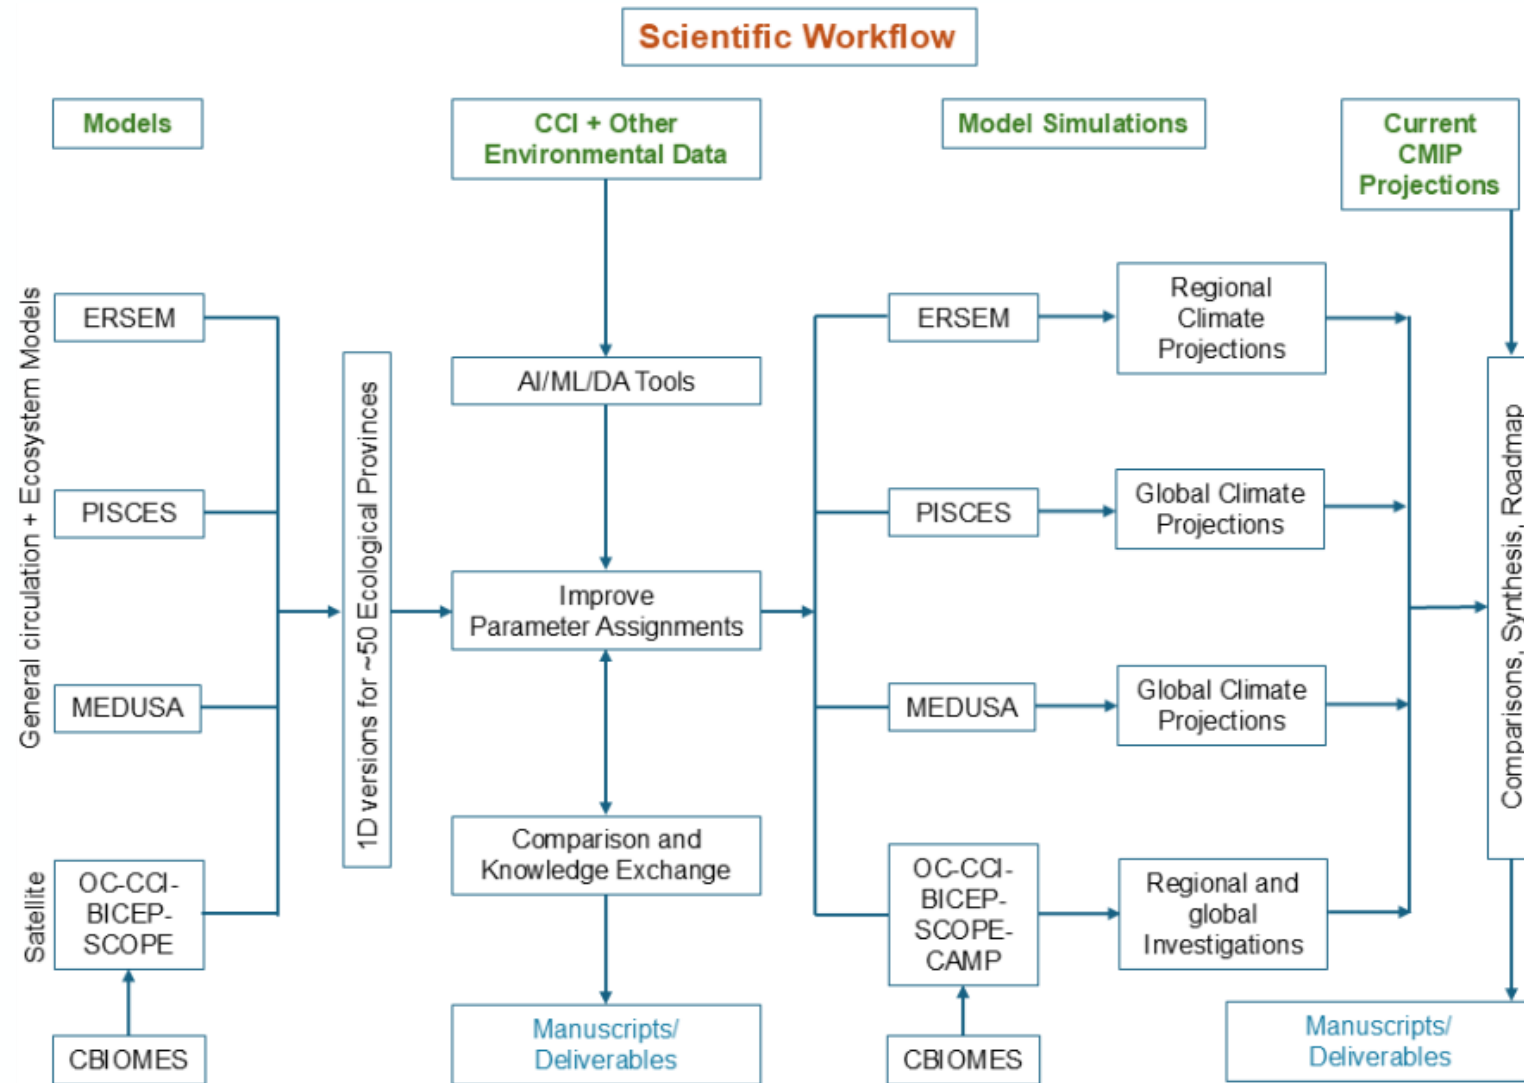 Scientific Workflow
Models
CCI + Other
Environmental Data
Model Simulations
Current
CMIP
Projections
General circulation + Ecosystem Models
ERSEM
PISCES
MEDUSA
Satellite
OC-CCI-
BICEP-
SCOPE
CBIOMES
1D versions for ~50 Ecological Provinces
AI/ML/DA Tools
Improve
Parameter Assignments
Comparison and
Knowledge Exchange
Manuscripts/
Deliverables
ERSEM
Regional
Climate
Projections
PISCES
Global Climate
Projections
MEDUSA
Global Climate
Projections
OC-CCI-
BICEP-
SCOPE-
CAMP
Regional and
global
Investigations
CBIOMES
Comparisons, Synthesis, Roadmap
Manuscripts/
Deliverables